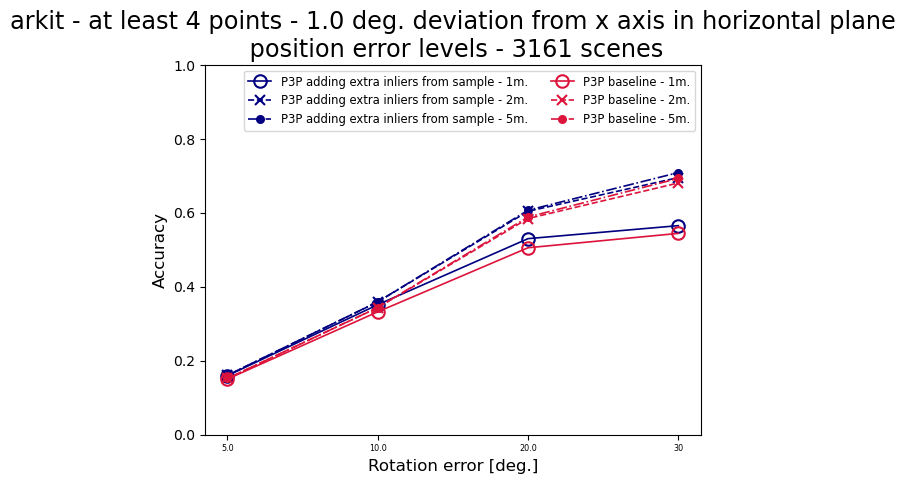 arkit - at least 4 points - 1.0 deg. deviation from x axis in horizontal plane
position error levels - 3161 scenes
P3P adding extra inliers from sample - 1m.
P3P adding extra inliers from sample - 2m.
P3P adding extra inliers from sample - 5m.
P3P baseline - 1m.
P3P baseline - 2m.
P3P baseline - 5m.
1.0
0.8
0.6
0.4
0.2
0.0
Accuracy
5.0
10.0
20.0
30
Rotation error [deg.]